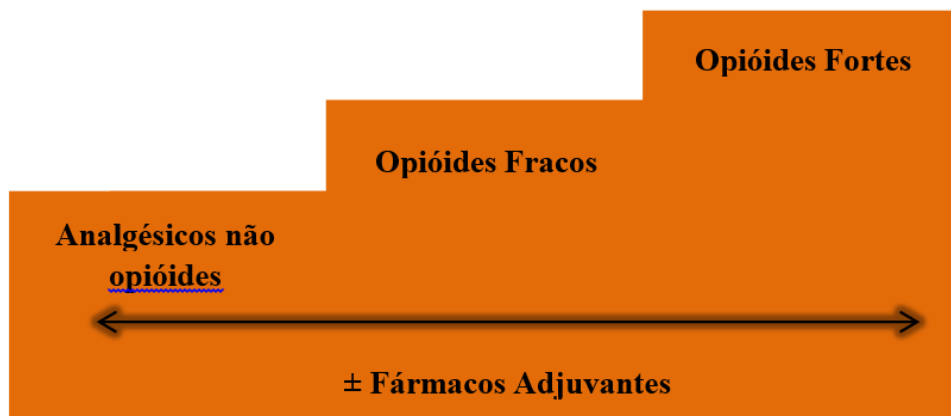 Opióides Fortes
Opióides Fracos
Analgésicos não
opióides
± Fármacos Adjuvantes